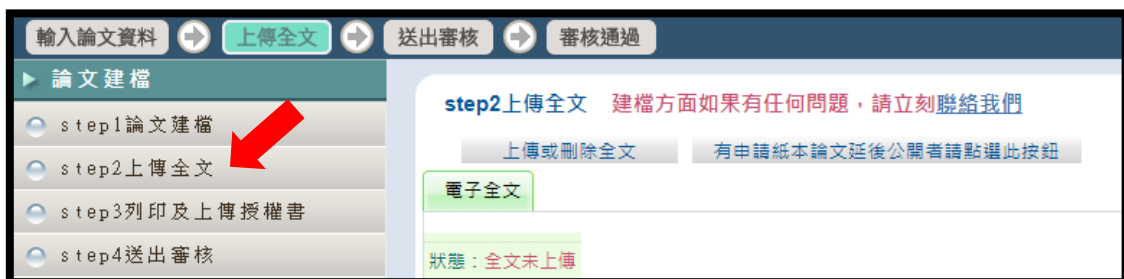 輸入論文資料 上傳全文 送出審核 審核通過
論文建檔
step1論文建檔
step2上傳全文
step3列印及上傳授權書
step4送出審核
step2上傳全文 建檔方面如果有任何問題，請立刻聯絡我們
上傳或刪除全文 有申請紙本論文延後公開者請點選此按鈕
電子全文
狀態：全文未上傳